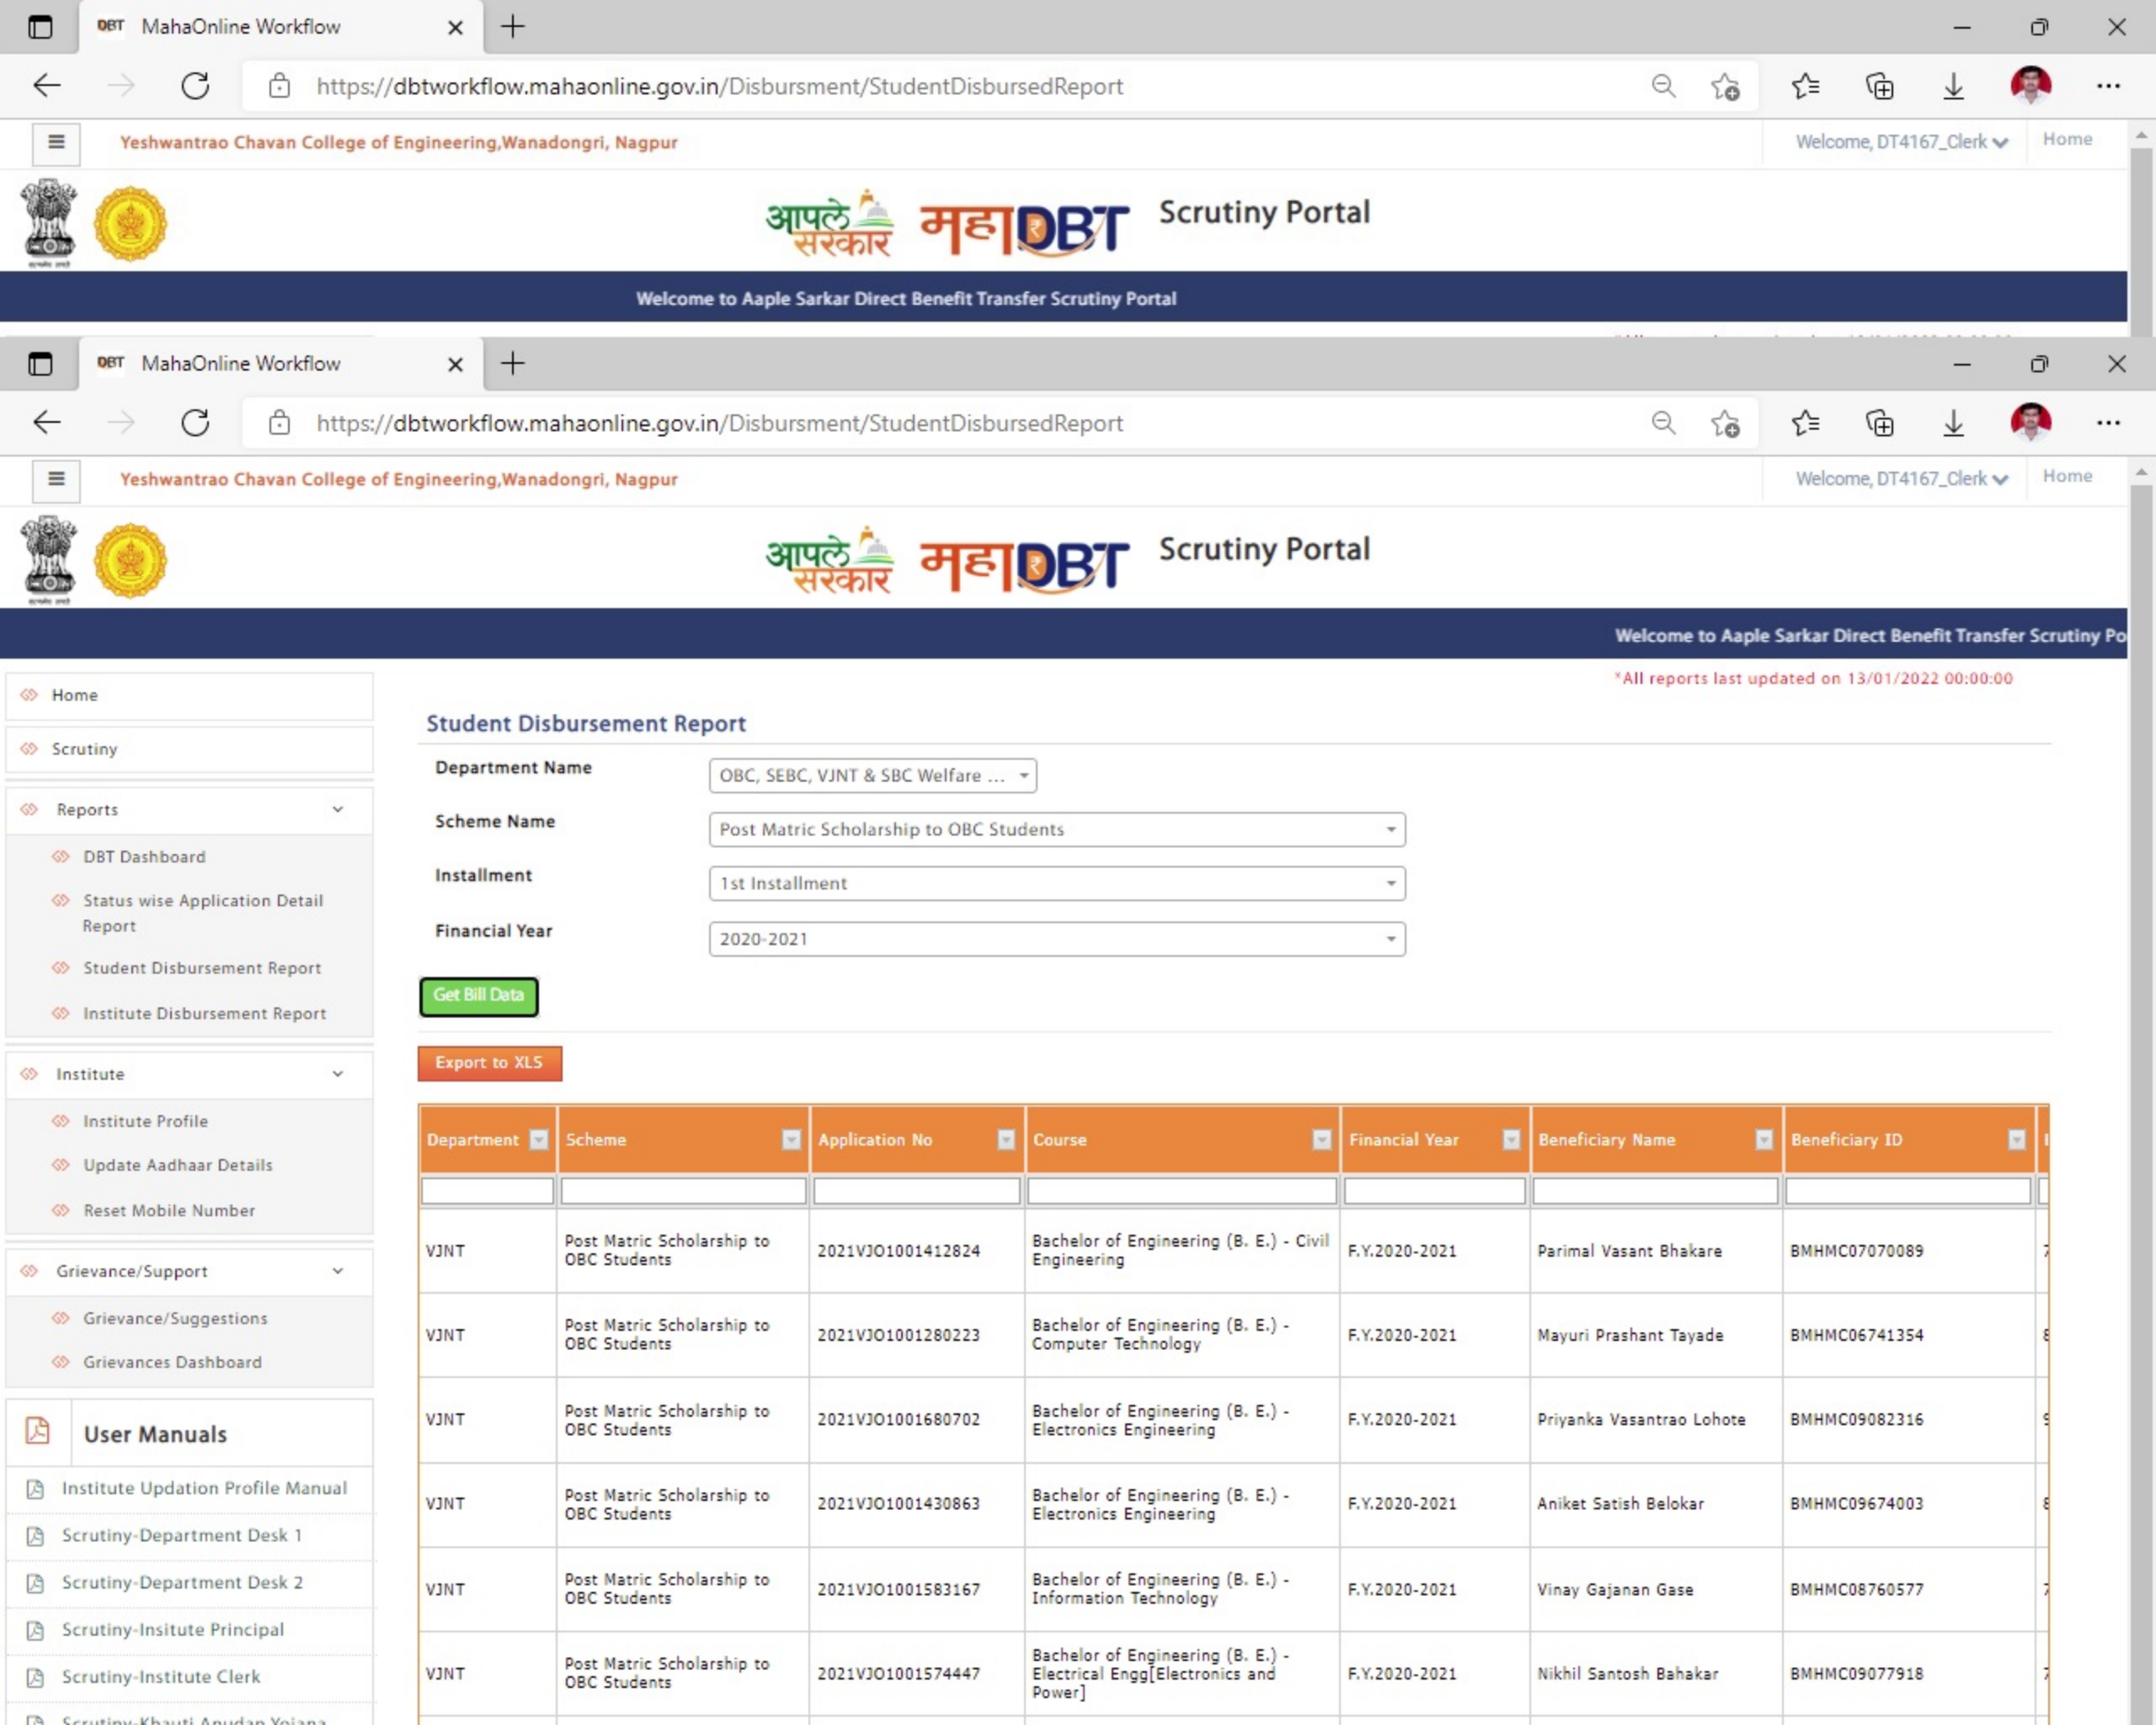 DBT MahaOnline Workflow
https://dbtworkflow.mahaonline.gov.in/Disbursment/StudentDisbursedReport
Yeshwantrao Chavan College of Engineering,Wanadongri, Nagpur
Welcome, DT4167_Clerk
Home
आपले सरकार
महाDBT
Scrutiny Portal
Welcome to Aaple Sarkar Direct Benefit Transfer Scrutiny Portal
DBT MahaOnline Workflow
https://dbtworkflow.mahaonline.gov.in/Disbursment/StudentDisbursedReport
Yeshwantrao Chavan College of Engineering,Wanadongri, Nagpur
Welcome, DT4167_Clerk
Home
आपले सरकार
महाDBT
Scrutiny Portal
Welcome to Aaple Sarkar Direct Benefit Transfer Scrutiny Po
*All reports last updated on 13/01/2022 00:00:00
Home
Scrutiny
Reports
DBT Dashboard
Status wise Application Detail
Report
Student Disbursement Report
Institute Disbursement Report
Institute
Institute Profile
Update Aadhaar Details
Reset Mobile Number
Grievance/Support
Grievance/Suggestions
Grievances Dashboard
User Manuals
Institute Updation Profile Manual
Scrutiny-Department Desk 1
Scrutiny-Department Desk 2
Scrutiny-Insitute Principal
Scrutiny-Institute Clerk
Scrutiny-Khauti Anudan Yojana
Student Disbursement Report
Department Name OBC, SEBC, VJNT & SBC Welfare ...
Scheme Name Post Matric Scholarship to OBC Students
Installment 1st Installment
Financial Year 2020-2021
Get Bill Data
Export to XLS
Department Scheme Application No Course Financial Year Beneficiary Name Beneficiary ID
VJNT Post Matric Scholarship to OBC Students 2021VJO1001412824 Bachelor of Engineering (B. E.) - Civil Engineering F.Y.2020-2021 Parimal Vasant Bhakare BMHMC07070089
VJNT Post Matric Scholarship to OBC Students 2021VJO1001280223 Bachelor of Engineering (B. E.) - Computer Technology F.Y.2020-2021 Mayuri Prashant Tayade BMHMC06741354
VJNT Post Matric Scholarship to OBC Students 2021VJO1001680702 Bachelor of Engineering (B. E.) - Electronics Engineering F.Y.2020-2021 Priyanka Vasantrao Lohote BMHMC09082316
VJNT Post Matric Scholarship to OBC Students 2021VJO1001430863 Bachelor of Engineering (B. E.) - Electronics Engineering F.Y.2020-2021 Aniket Satish Belokar BMHMC09674003
VJNT Post Matric Scholarship to OBC Students 2021VJO1001583167 Bachelor of Engineering (B. E.) - Information Technology F.Y.2020-2021 Vinay Gajanan Gase BMHMC08760577
VJNT Post Matric Scholarship to OBC Students 2021VJO1001574447 Bachelor of Engineering (B. E.) - Electrical Engg[Electronics and Power] F.Y.2020-2021 Nikhil Santosh Bahakar BMHMC09077918